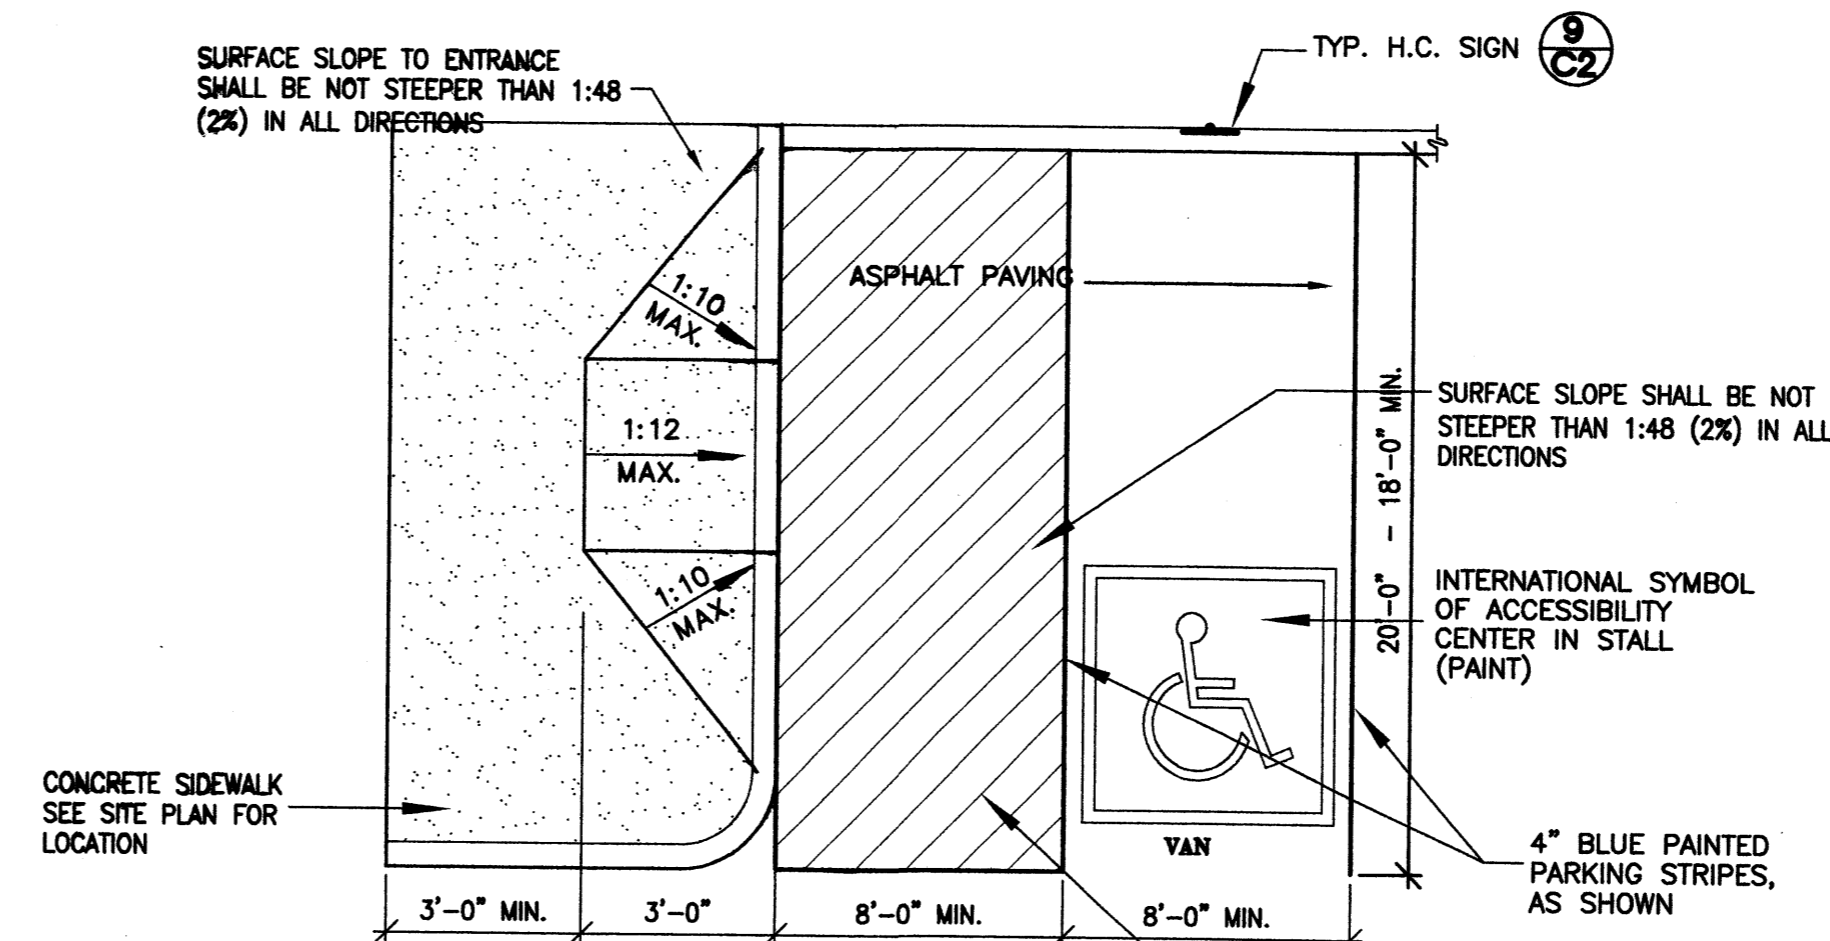 SURFACE SLOPE TO ENTRANCE
SHALL BE NOT STEEPER THAN 1:48
(2%) IN ALL DIRECTIONS
TYP. H.C. SIGN
9
C2
1:10
MAX.
ASPHALT PAVING
1:12
MAX.
1:10
MAX.
20'-0" - 18'-0" MIN.
SURFACE SLOPE SHALL BE NOT
STEEPER THAN 1:48 (2%) IN ALL
DIRECTIONS
INTERNATIONAL SYMBOL
OF ACCESSIBILITY
CENTER IN STALL
(PAINT)
CONCRETE SIDEWALK
SEE SITE PLAN FOR
LOCATION
VAN
4" BLUE PAINTED
PARKING STRIPES,
AS SHOWN
3'-0" MIN.
3'-0"
8'-0" MIN.
8'-0" MIN.